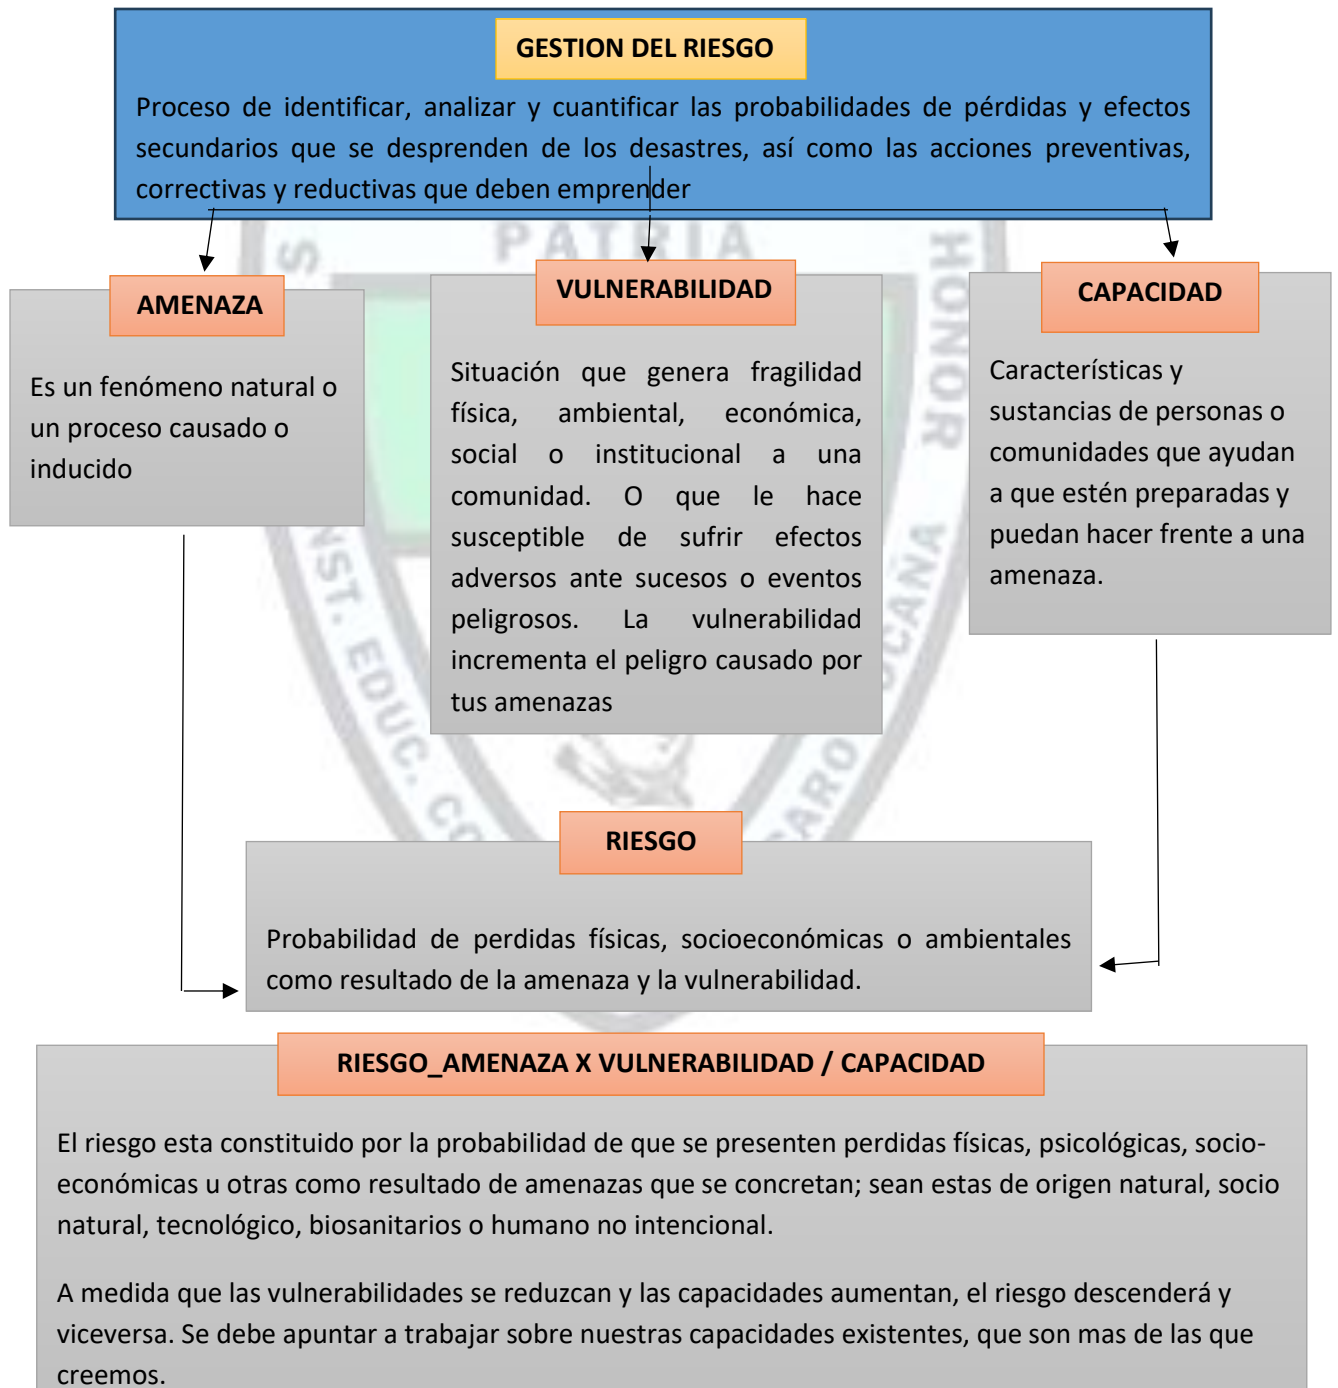 GESTION DEL RIESGO
Proceso de identificar, analizar y cuantificar las probabilidades de pérdidas y efectos
secundarios que se desprenden de los desastres, así como las acciones preventivas,
correctivas y reductivas que deben emprender
S
PATRIA
HONOR
AMENAZA
Es un fenómeno natural o
un proceso causado o
inducido
VULNERABILIDAD
Situación que genera fragilidad
física, ambiental, económica,
social o institucional a una
comunidad. O que le hace
susceptible de sufrir efectos
adversos ante sucesos o eventos
peligrosos. La vulnerabilidad
incrementa el peligro causado por
tus amenazas
CAPACIDAD
Características y
sustancias de personas o
comunidades que ayudan
a que estén preparadas y
puedan hacer frente a una
amenaza.
INST. EDUC. CO
CARO OCANA
RIESGO
Probabilidad de perdidas físicas, socioeconómicas o ambientales
como resultado de la amenaza y la vulnerabilidad.
RIESGO_AMENAZA X VULNERABILIDAD / CAPACIDAD
El riesgo esta constituido por la probabilidad de que se presenten perdidas físicas, psicológicas, socio-
económicas u otras como resultado de amenazas que se concretan; sean estas de origen natural, socio
natural, tecnológico, biosanitarios o humano no intencional.
A medida que las vulnerabilidades se reduzcan y las capacidades aumentan, el riesgo descenderá y
viceversa. Se debe apuntar a trabajar sobre nuestras capacidades existentes, que son mas de las que
creemos.